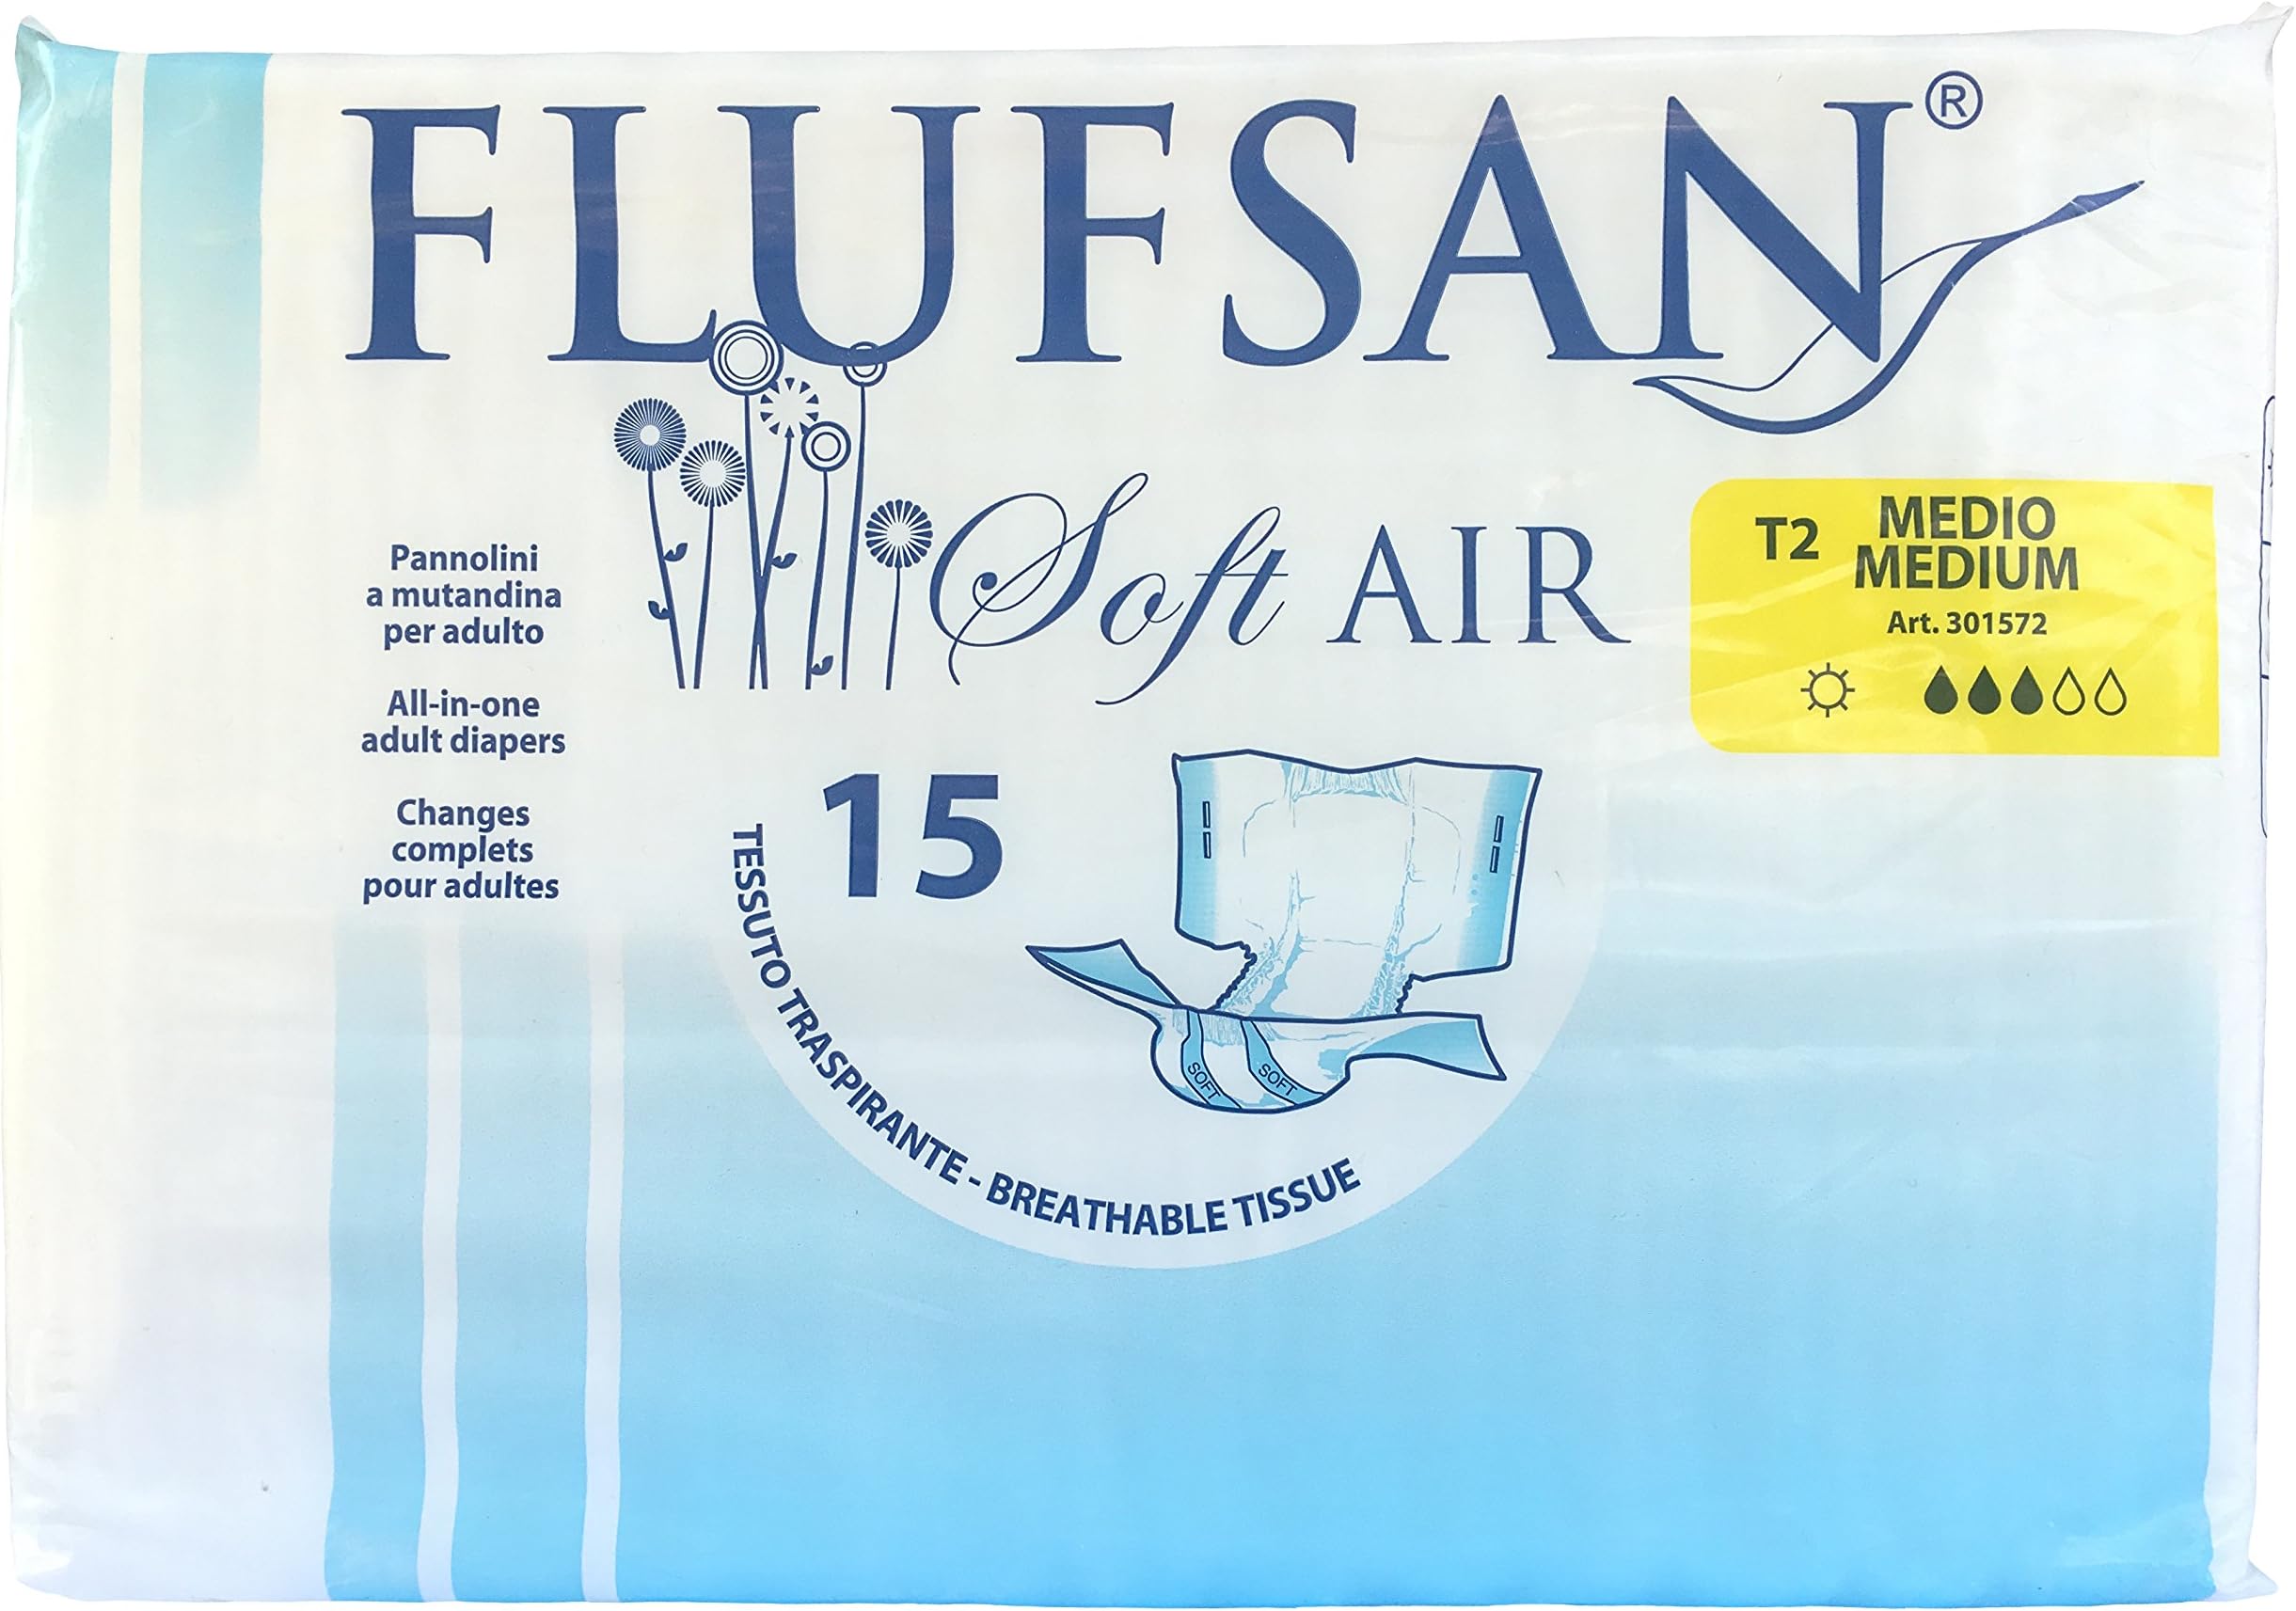 FLUFSAN®
Soft AIR
T2
MEDIO
MEDIUM
Art. 301572
Pannolini
a mutandina
per adulto
All-in-one
adult diapers
Changes
complets
pour adultes
15
SOFT
SOFT
TESSUTO TRASPIRANTE - BREATHABLE TISSUE